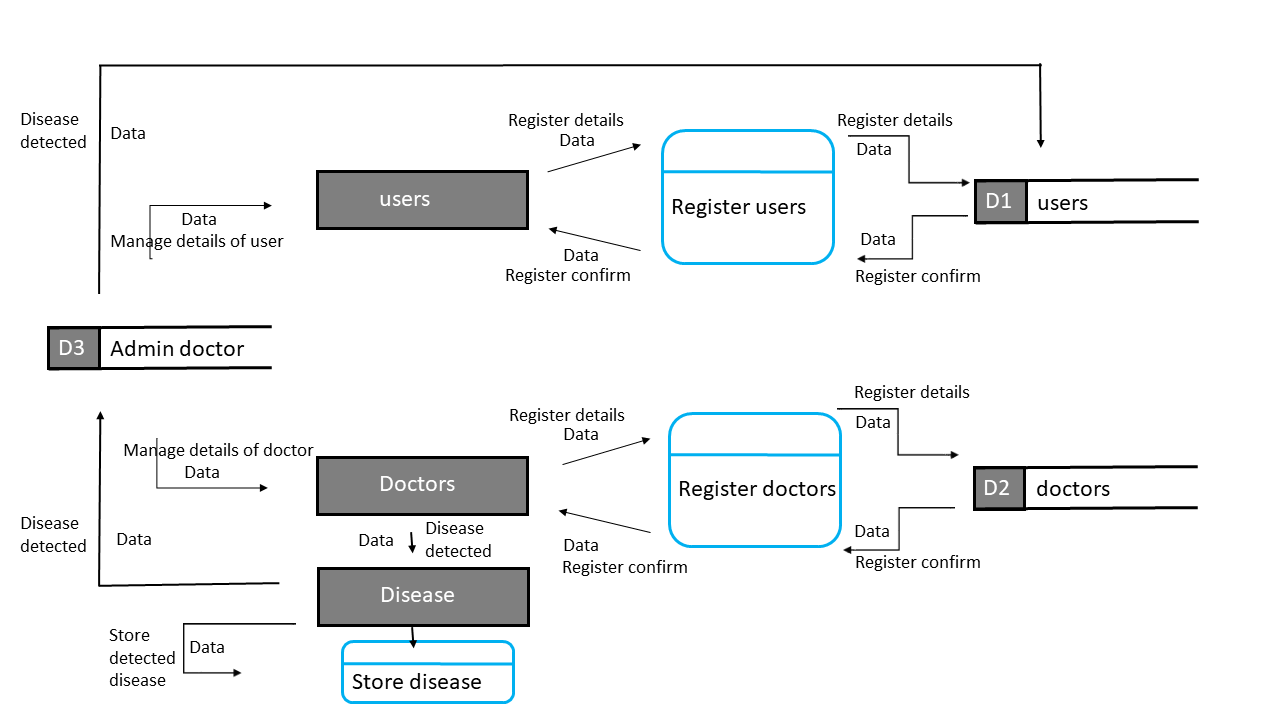 Disease
detected
Data
Register details
Data
Register details
Data
users
Register users
D1
users
Data
Manage details of user
Data
Register confirm
Data
Register confirm
D3
Admin doctor
Register details
Data
Register details
Data
Manage details of doctor
Data
Doctors
Register doctors
D2
doctors
Disease
detected
Data
Data
Disease
detected
Data
Register confirm
Data
Register confirm
Disease
Store
detected
disease
Data
Store disease